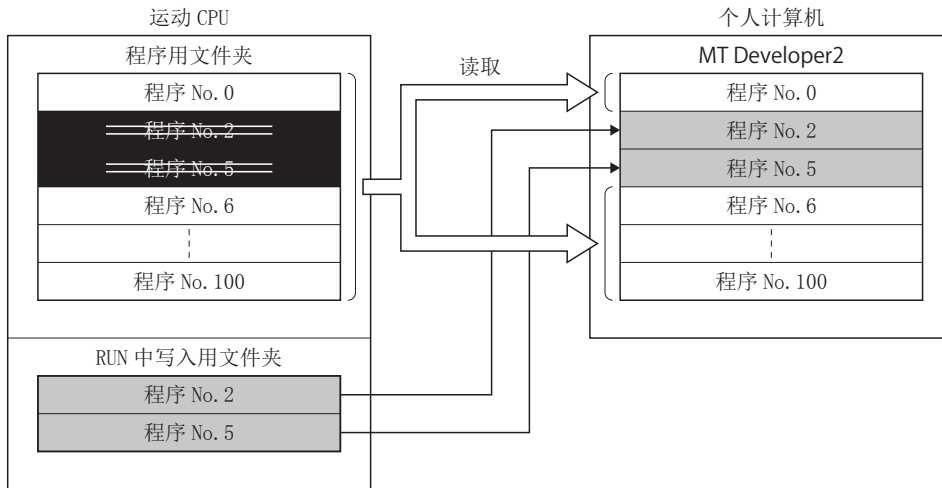 运动 CPU
程序用文件夹
程序 No. 0
程序 No. 2
程序 No. 5
程序 No. 6
程序 No. 100
RUN 中写入用文件夹
程序 No. 2
程序 No. 5
读取
个人计算机
MT Developer2
程序 No. 0
程序 No. 2
程序 No. 5
程序 No. 6
程序 No. 100